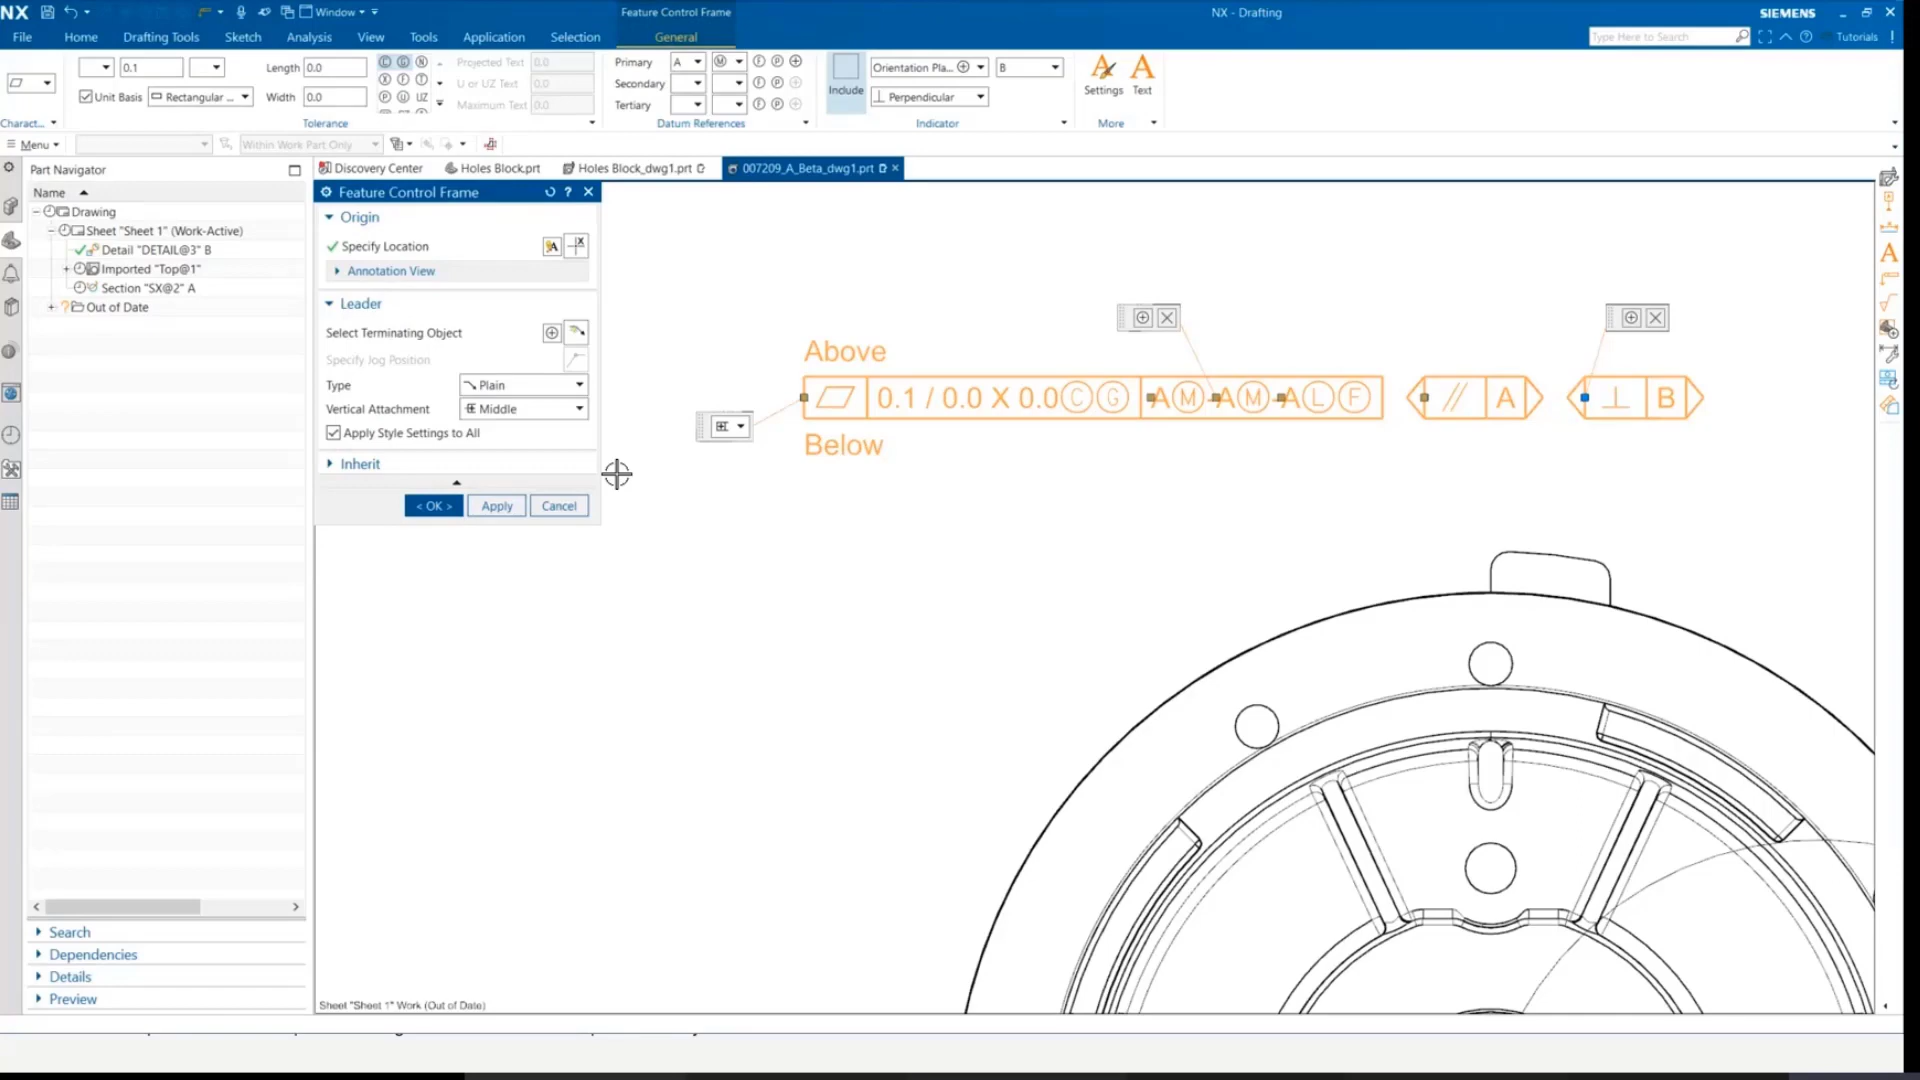 NX Window Feature Control Frame NX - Drafting SIEMENS
File Home Drafting Tools Sketch Analysis View Tools Application Selection General Type Here to Search Tutorials
0.1 Length 0.0 Projected Text 0.0 Primary A M Orientation Pla... B
U or UZ Text 0.0 Secondary Include
Unit Basis Rectangular ... Width 0.0 UZ Maximum Text 0.0 Tertiary Perpendicular Settings Text
Charact... Tolerance Datum References Indicator More
Menu Within Work Part Only
Part Navigator Discovery Center Holes Block.prt Holes Block_dwg1.prt 007209_A_Beta_dwg1.prt
Name Feature Control Frame
Drawing Origin
Sheet "Sheet 1" (Work-Active)
Detail "DETAIL@3" B Specify Location
Imported "Top@1" Annotation View
Section "SX@2" A
Out of Date Leader
Select Terminating Object
Specify Jog Position
Type Plain
Vertical Attachment Middle
Apply Style Settings to All
Inherit
< OK > Apply Cancel
Above
0.1 / 0.0 X 0.0 C G A M A M A L F // A B
Below
Search
Dependencies
Details
Preview
Sheet "Sheet 1" Work (Out of Date)